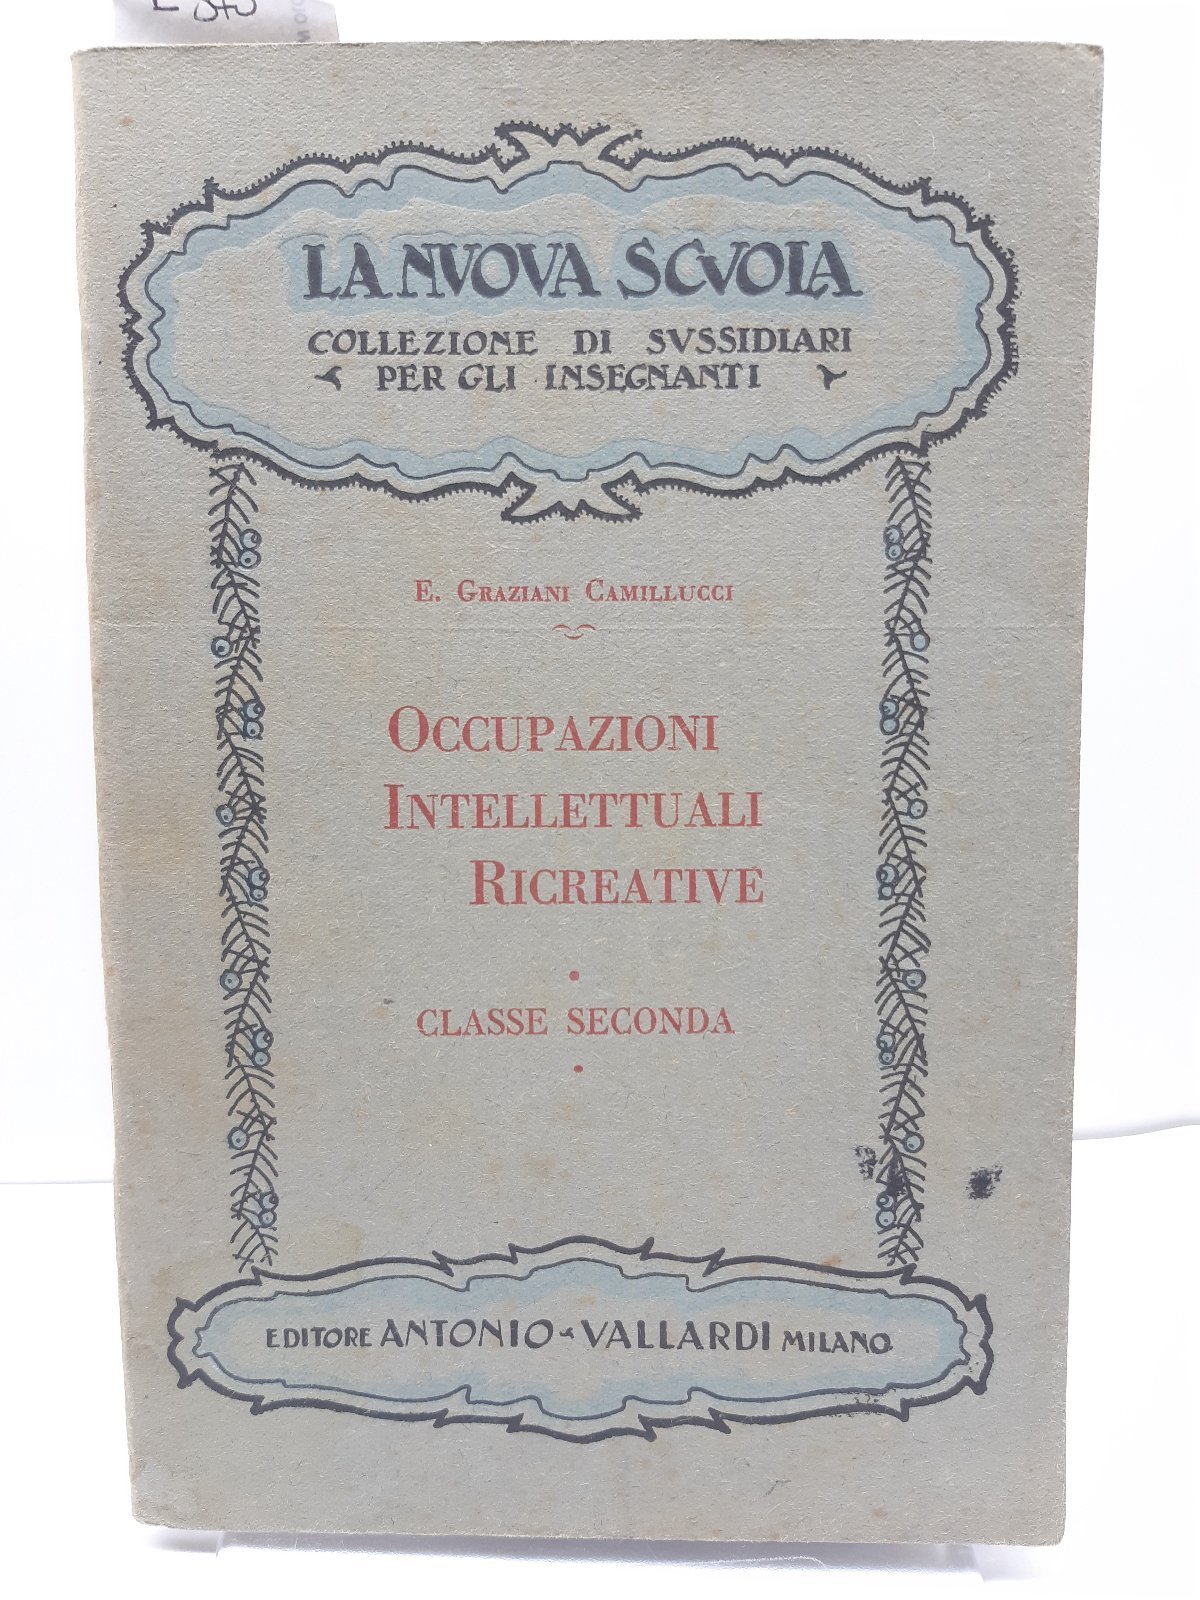 LA NVOVA SCVOLA
COLLEZIONE DI SVSSIDIARI
PER GLI INSEGNANTI
E. GRAZIANI CAMILLUCCI
OCCUPAZIONI
INTELLETTUALI
RICREATIVE
CLASSE SECONDA
EDITORE ANTONIO VALLARDI MILANO